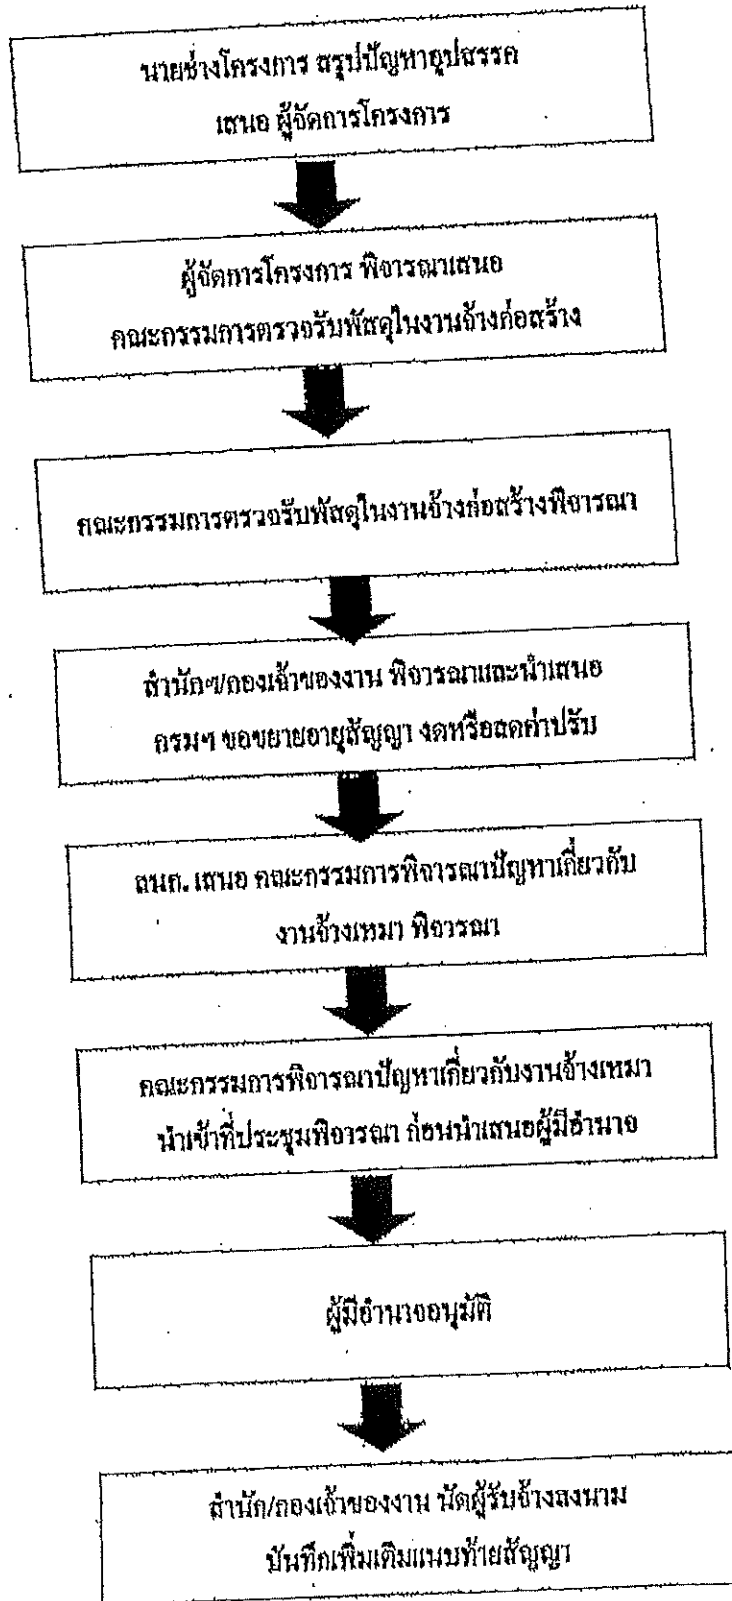 นายช่างโครงการ สรุปปัญหาอุปสรรค
เสนอ ผู้จัดการโครงการ
ผู้จัดการโครงการ พิจารณาเสนอ
คณะกรรมการตรวจรับพัสดุในงานจ้างก่อสร้าง
คณะกรรมการตรวจรับพัสดุในงานจ้างก่อสร้างพิจารณา
สำนักฯ/กองเจ้าของงาน พิจารณาและนำเสนอ
กรมฯ ขอขยายอายุสัญญา งดหรือลดค่าปรับ
สนก. เสนอ คณะกรรมการพิจารณาปัญหาเกี่ยวกับ
งานจ้างเหมา พิจารณา
คณะกรรมการพิจารณาปัญหาเกี่ยวกับงานจ้างเหมา
นำเข้าที่ประชุมพิจารณา ก่อนนำเสนอผู้มีอำนาจ
ผู้มีอำนาจอนุมัติ
สำนัก/กองเจ้าของงาน นัดผู้รับจ้างลงนาม
บันทึกเพิ่มเติมแนบท้ายสัญญา